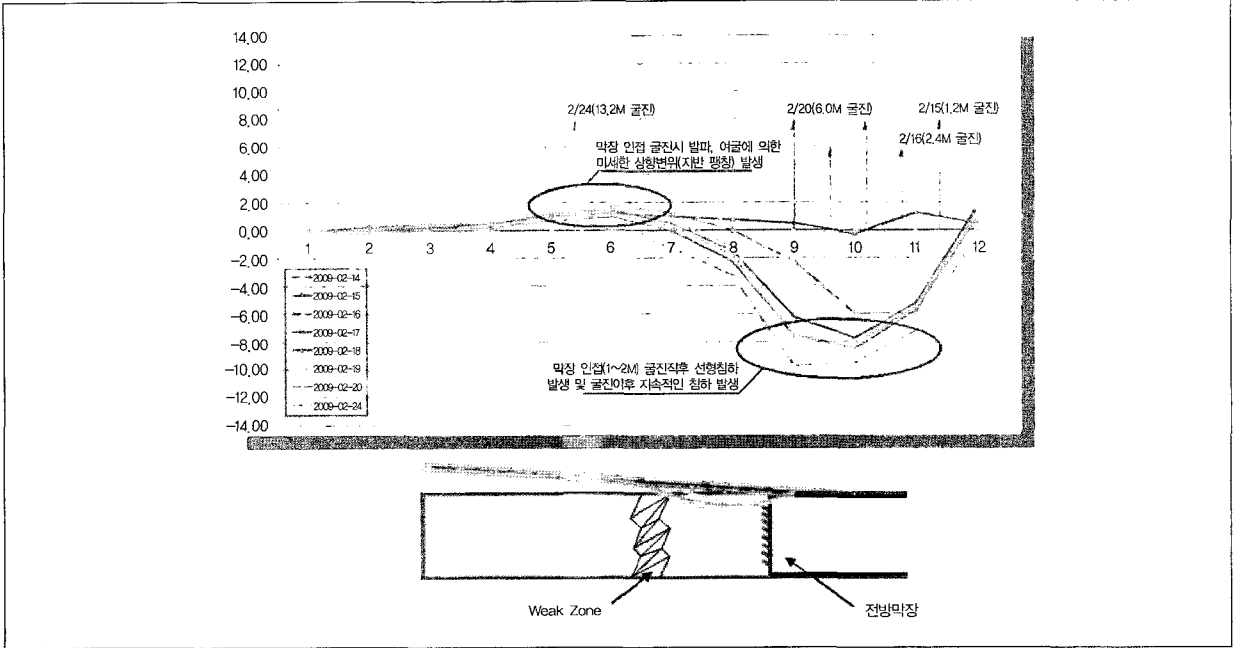 14.00
12.00
10.00
8.00
6.00
4.00
2.00
0.00
-2.00
-4.00
-6.00
-8.00
-10.00
-12.00
-14.00
2/24(13.2M 굴진)
2/20(6.0M 굴진)
2/15(1.2M 굴진)
2/16(2.4M 굴진)
막장 인접 굴진시 발파, 여굴에 의한
미세한 상향변위(지반 팽창) 발생
1 2 3 4 5 6 7 8 9 10 11 12
2009-02-14
2009-02-15
2009-02-16
2009-02-17
2009-02-18
2009-02-19
2009-02-20
2009-02-24
막장 인접(1~2M) 굴진직후 선형침하
발생 및 굴진이후 지속적인 침하 발생
Weak Zone
전방막장